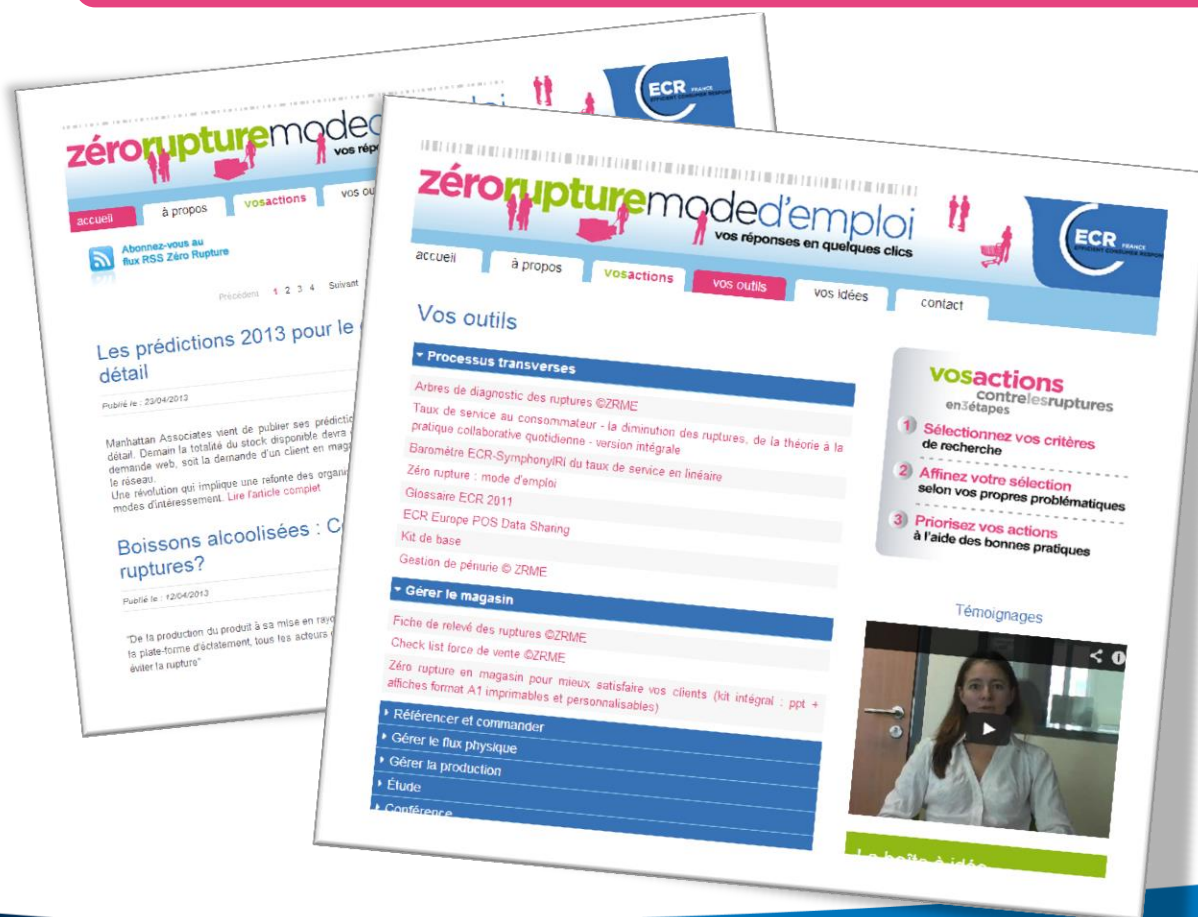 zérorupturemoded
vos rép
ECR FRANCE
EFFICIENT CONSUMER RESPON
accueil
à propos
vosactions
vos ou
Abonnez-vous au
flux RSS Zéro Rupture
Précédent 1 2 3 4 Suivant
Les prédictions 2013 pour le
détail
Publié le : 23/04/2013
Manhattan Associates vient de publier ses prédictio
détail. Demain la totalité du stock disponible devra
demande web, soit la demande d'un client en maga
le réseau.
Une révolution qui implique une refonte des organis
modes d'intéressement. Lire l'article complet
Boissons alcoolisées : C
ruptures?
Publié le : 12/04/2013
"De la production du produit à sa mise en rayo
la plate-forme d'éclatement, tous les acteurs
éviter la rupture"
zérorupturemoded'emploi
vos réponses en quelques clics
ECR FRANCE
EFFICIENT CONSUMER RESPON
accueil
à propos
vosactions
vos outils
vos idées
contact
Vos outils
Processus transverses
Arbres de diagnostic des ruptures ©ZRME
Taux de service au consommateur - la diminution des ruptures, de la théorie à la
pratique collaborative quotidienne - version intégrale
Baromètre ECR-SymphonyIRI du taux de service en linéaire
Zéro rupture : mode d'emploi
Glossaire ECR 2011
ECR Europe POS Data Sharing
Kit de base
Gestion de pénurie © ZRME
Gérer le magasin
Fiche de relevé des ruptures ©ZRME
Check list force de vente ©ZRME
Zéro rupture en magasin pour mieux satisfaire vos clients (kit intégral : ppt +
affiches format A1 imprimables et personnalisables)
Référencer et commander
Gérer le flux physique
Gérer la production
Étude
Conférence
vosactions
contrelesruptures
en3étapes
1 Sélectionnez vos critères
de recherche
2 Affinez votre sélection
selon vos propres problématiques
3 Priorisez vos actions
à l'aide des bonnes pratiques
Témoignages
La boîte à idée